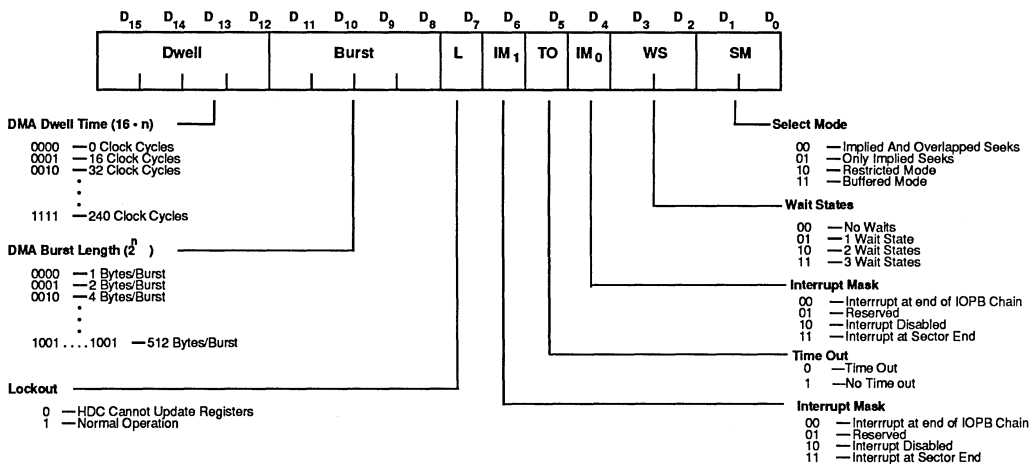 D15 D14 D13 D12 D11 D10 D9 D8 D7 D6 D5 D4 D3 D2 D1 D0
Dwell Burst L IM1 TO IM0 WS SM
DMA Dwell Time (16 • n)
0000 — 0 Clock Cycles
0001 — 16 Clock Cycles
0010 — 32 Clock Cycles
1111 — 240 Clock Cycles
DMA Burst Length (2^n)
0000 — 1 Bytes/Burst
0001 — 2 Bytes/Burst
0010 — 4 Bytes/Burst
1001 .... 1001 — 512 Bytes/Burst
Lockout
0 — HDC Cannot Update Registers
1 — Normal Operation
Select Mode
00 — Implied And Overlapped Seeks
01 — Only Implied Seeks
10 — Restricted Mode
11 — Buffered Mode
Wait States
00 — No Waits
01 — 1 Wait State
10 — 2 Wait States
11 — 3 Wait States
Interrupt Mask
00 — Interrrupt at end of IOPB Chain
01 — Reserved
10 — Interrupt Disabled
11 — Interrupt at Sector End
Time Out
0 — Time Out
1 — No Time out
Interrupt Mask
00 — Interrrupt at end of IOPB Chain
01 — Reserved
10 — Interrupt Disabled
11 — Interrupt at Sector End